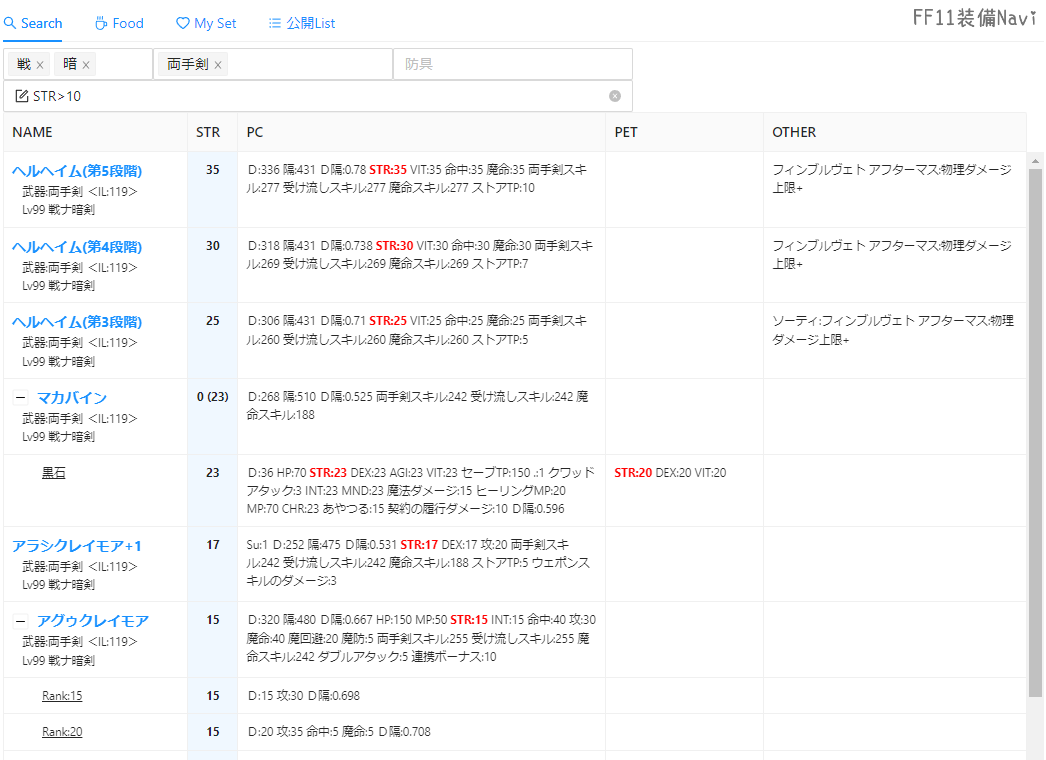 Search Food My Set 公開List FF11装備Navi
戦 × 暗 × 両手剣 × 防具
STR>10
NAME STR PC PET OTHER
ヘルヘイム(第5段階) 35 D:336 隔:431 Ｄ隔:0.78 STR:35 VIT:35 命中:35 魔命:35 両手剣スキ フィンブルヴェト アフターマス:物理ダメージ
武器:両手剣 ＜IL:119＞ ル:277 受け流しスキル:277 魔命スキル:277 ストアTP:10 上限+
Lv99 戦ナ暗剣
ヘルヘイム(第4段階) 30 D:318 隔:431 Ｄ隔:0.738 STR:30 VIT:30 命中:30 魔命:30 両手剣スキ フィンブルヴェト アフターマス:物理ダメージ
武器:両手剣 ＜IL:119＞ ル:269 受け流しスキル:269 魔命スキル:269 ストアTP:7 上限+
Lv99 戦ナ暗剣
ヘルヘイム(第3段階) 25 D:306 隔:431 Ｄ隔:0.71 STR:25 VIT:25 命中:25 魔命:25 両手剣スキ ソーティ:フィンブルヴェト アフターマス:物理
武器:両手剣 ＜IL:119＞ ル:260 受け流しスキル:260 魔命スキル:260 ストアTP:5 ダメージ上限+
Lv99 戦ナ暗剣
マカバイン 0 (23) D:268 隔:510 Ｄ隔:0.525 両手剣スキル:242 受け流しスキル:242 魔
武器:両手剣 ＜IL:119＞ 命スキル:188
Lv99 戦ナ暗剣
黒石 23 D:36 HP:70 STR:23 DEX:23 AGI:23 VIT:23 セーブTP:150 .:1 クワッド STR:20 DEX:20 VIT:20
アタック:3 INT:23 MND:23 魔法ダメージ:15 ヒーリングMP:20
MP:70 CHR:23 あやつる:15 契約の履行ダメージ:10 Ｄ隔:0.596
アラシクレイモア+1 17 Su:1 D:252 隔:475 Ｄ隔:0.531 STR:17 DEX:17 攻:20 両手剣スキ
武器:両手剣 ＜IL:119＞ ル:242 受け流しスキル:242 魔命スキル:188 ストアTP:5 ウェポンス
Lv99 戦ナ暗剣 キルのダメージ:3
アグゥクレイモア 15 D:320 隔:480 Ｄ隔:0.667 HP:150 MP:50 STR:15 INT:15 命中:40 攻:30
武器:両手剣 ＜IL:119＞ 魔命:40 魔回避:20 魔防:5 両手剣スキル:255 受け流しスキル:255 魔
Lv99 戦ナ暗剣 命スキル:242 ダブルアタック:5 連携ボーナス:10
Rank:15 15 D:15 攻:30 Ｄ隔:0.698
Rank:20 15 D:20 攻:35 命中:5 魔命:5 Ｄ隔:0.708